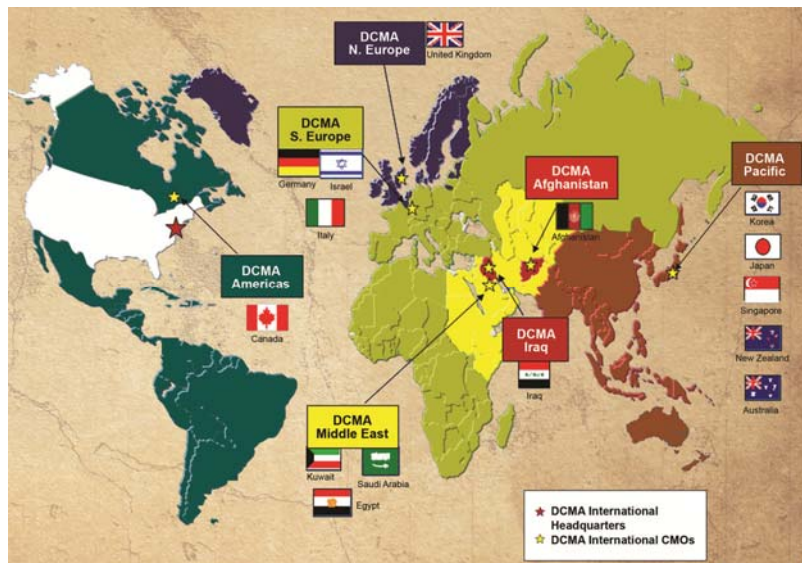 DCMA
N. Europe
United Kingdom
DCMA
S. Europe
Germany
Israel
Italy
DCMA
Afghanistan
Afghanistan
DCMA
Pacific
Korea
Japan
Singapore
New Zealand
Australia
DCMA
Americas
Canada
DCMA
Iraq
Iraq
DCMA
Middle East
Kuwait
Saudi Arabia
Egypt
DCMA International
Headquarters
DCMA International CMOs